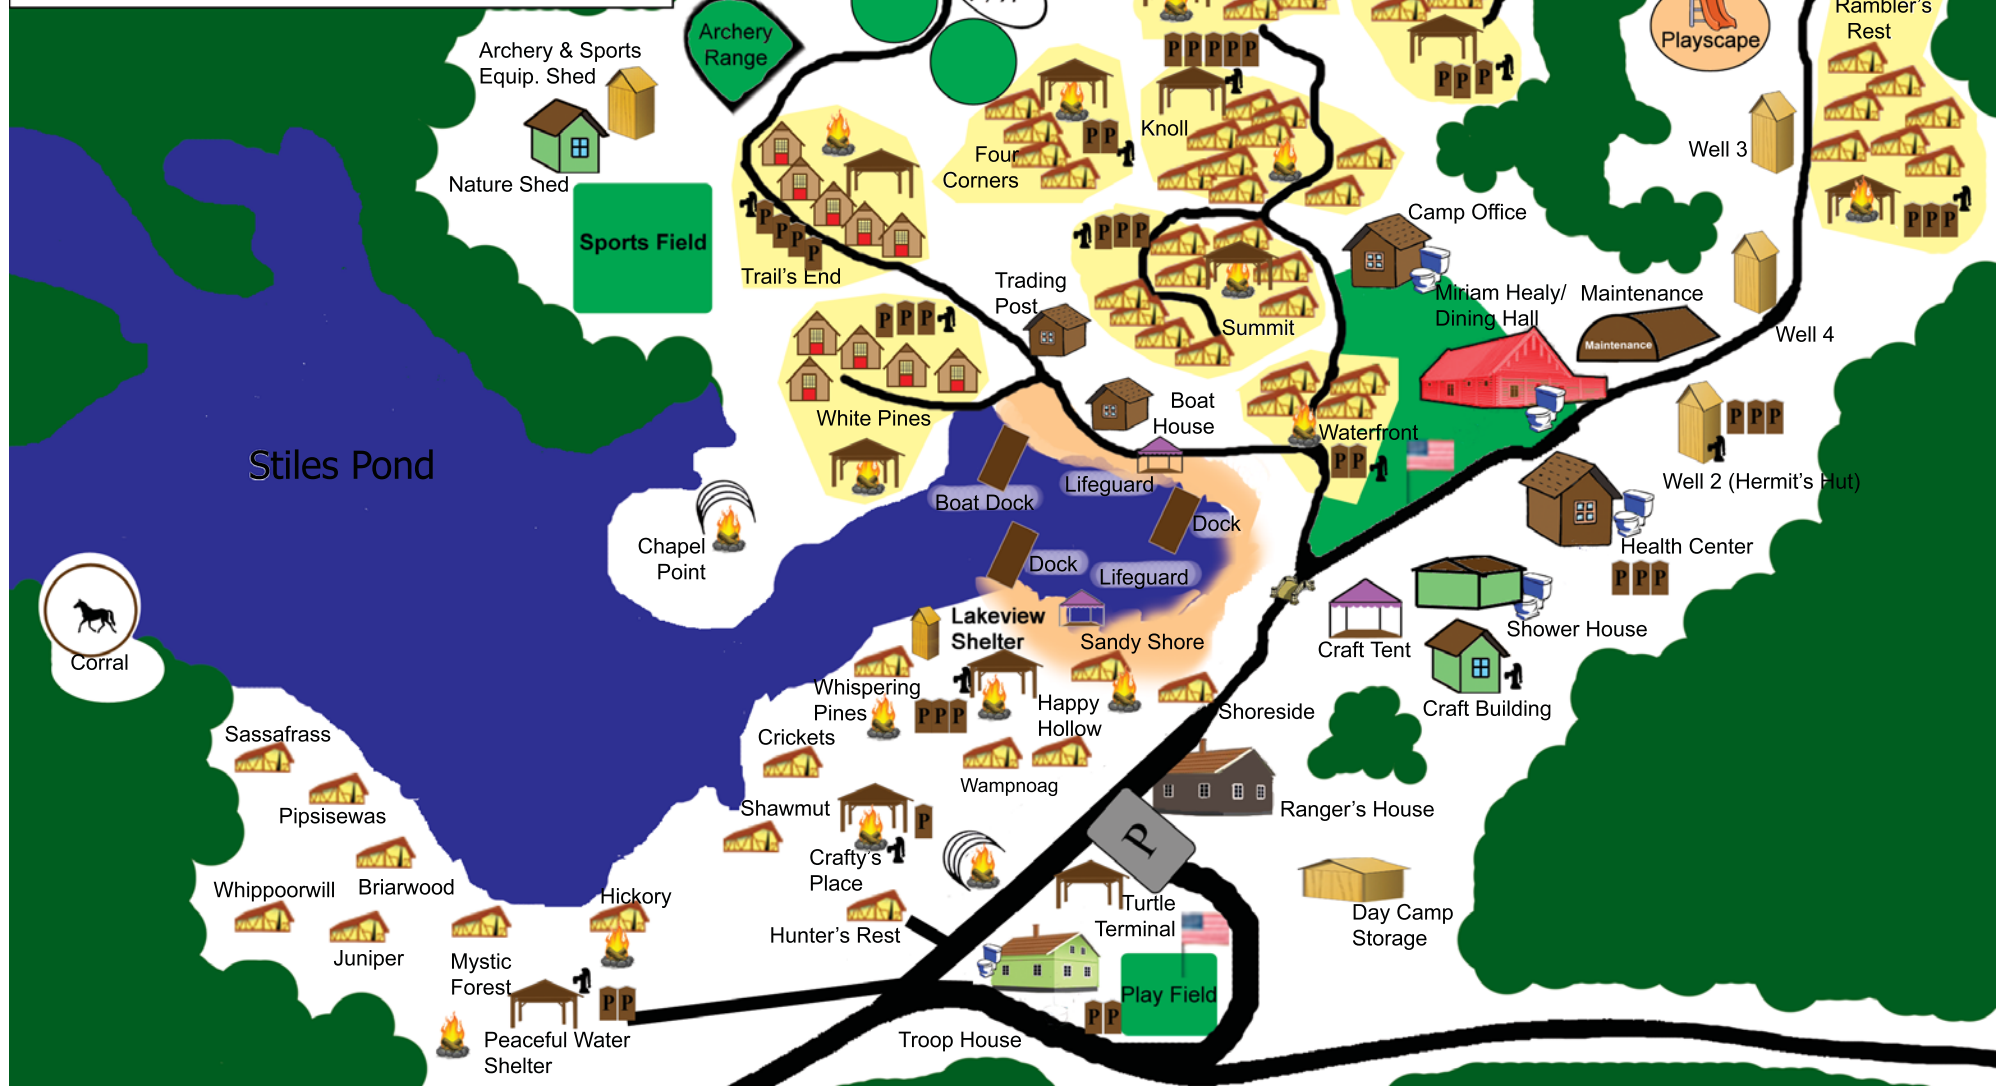 Archery
Range
Archery & Sports
Equip. Shed
Nature Shed
Sports Field
Trail's End
Four
Corners
P P
P P P P P
Knoll
P P P
Playscape
Rambler's
Rest
Well 3
P P P
P
P
P
P
P P P
Camp Office
Trading
Post
Summit
Miriam Healy/
Dining Hall
Maintenance
Maintenance
Well 4
P P P
White Pines
Boat
House
Waterfront
P P
P P P
Well 2 (Hermit's Hut)
Stiles Pond
Boat Dock
Lifeguard
Dock
Dock
Lifeguard
Chapel
Point
Health Center
P P P
Corral
Lakeview
Shelter
Sandy Shore
Craft Tent
Shower House
Craft Building
Whispering
Pines
P P P
Happy
Hollow
Shoreside
Sassafrass
Crickets
Wampnoag
Pipsisewas
Shawmut
P
Ranger's House
P
Crafty's
Place
Whippoorwill
Briarwood
Hickory
Hunter's Rest
Turtle
Terminal
Day Camp
Storage
Juniper
Mystic
Forest
P P
Play Field
P P
Peaceful Water
Shelter
Troop House